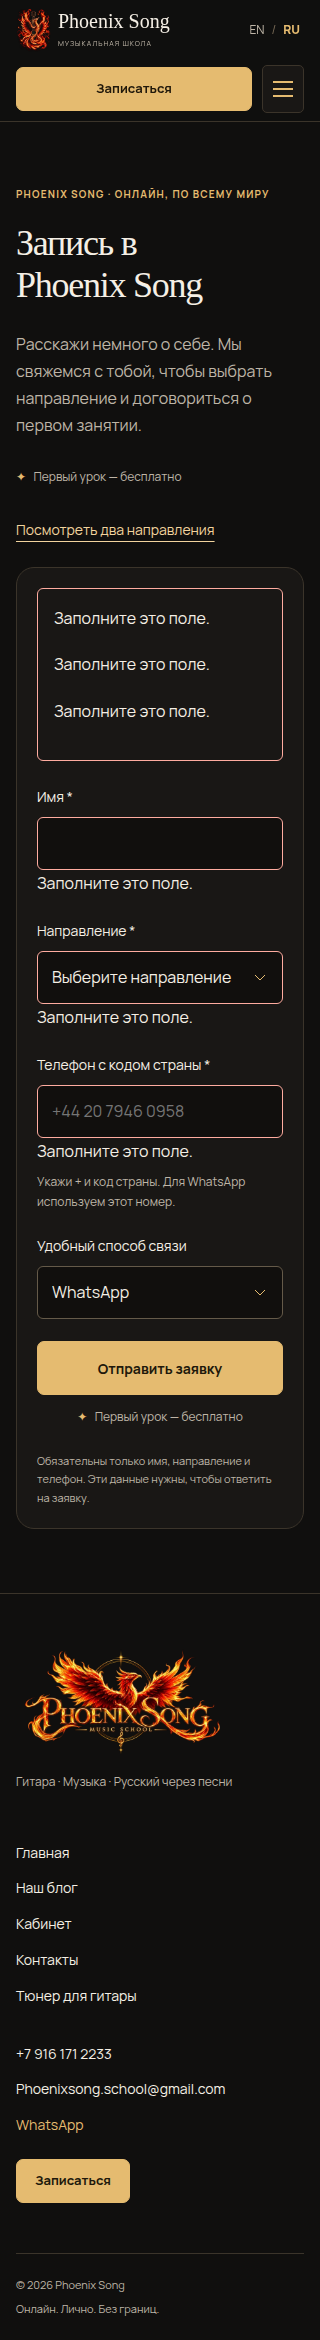 Phoenix Song
МУЗЫКАЛЬНАЯ ШКОЛА
EN / RU
Записаться
PHOENIX SONG · ОНЛАЙН, ПО ВСЕМУ МИРУ
Запись в
Phoenix Song
Расскажи немного о себе. Мы
свяжемся с тобой, чтобы выбрать
направление и договориться о
первом занятии.
✦ Первый урок — бесплатно
Посмотреть два направления
Заполните это поле.
Заполните это поле.
Заполните это поле.
Имя *
Заполните это поле.
Направление *
Выберите направление
Заполните это поле.
Телефон с кодом страны *
+44 20 7946 0958
Заполните это поле.
Укажи + и код страны. Для WhatsApp
используем этот номер.
Удобный способ связи
WhatsApp
Отправить заявку
✦ Первый урок — бесплатно
Обязательны только имя, направление и
телефон. Эти данные нужны, чтобы ответить
на заявку.
PHOENIX SONG
MUSIC SCHOOL
Гитара · Музыка · Русский через песни
Главная
Наш блог
Кабинет
Контакты
Тюнер для гитары
+7 916 171 2233
Phoenixsong.school@gmail.com
WhatsApp
Записаться
© 2026 Phoenix Song
Онлайн. Лично. Без границ.